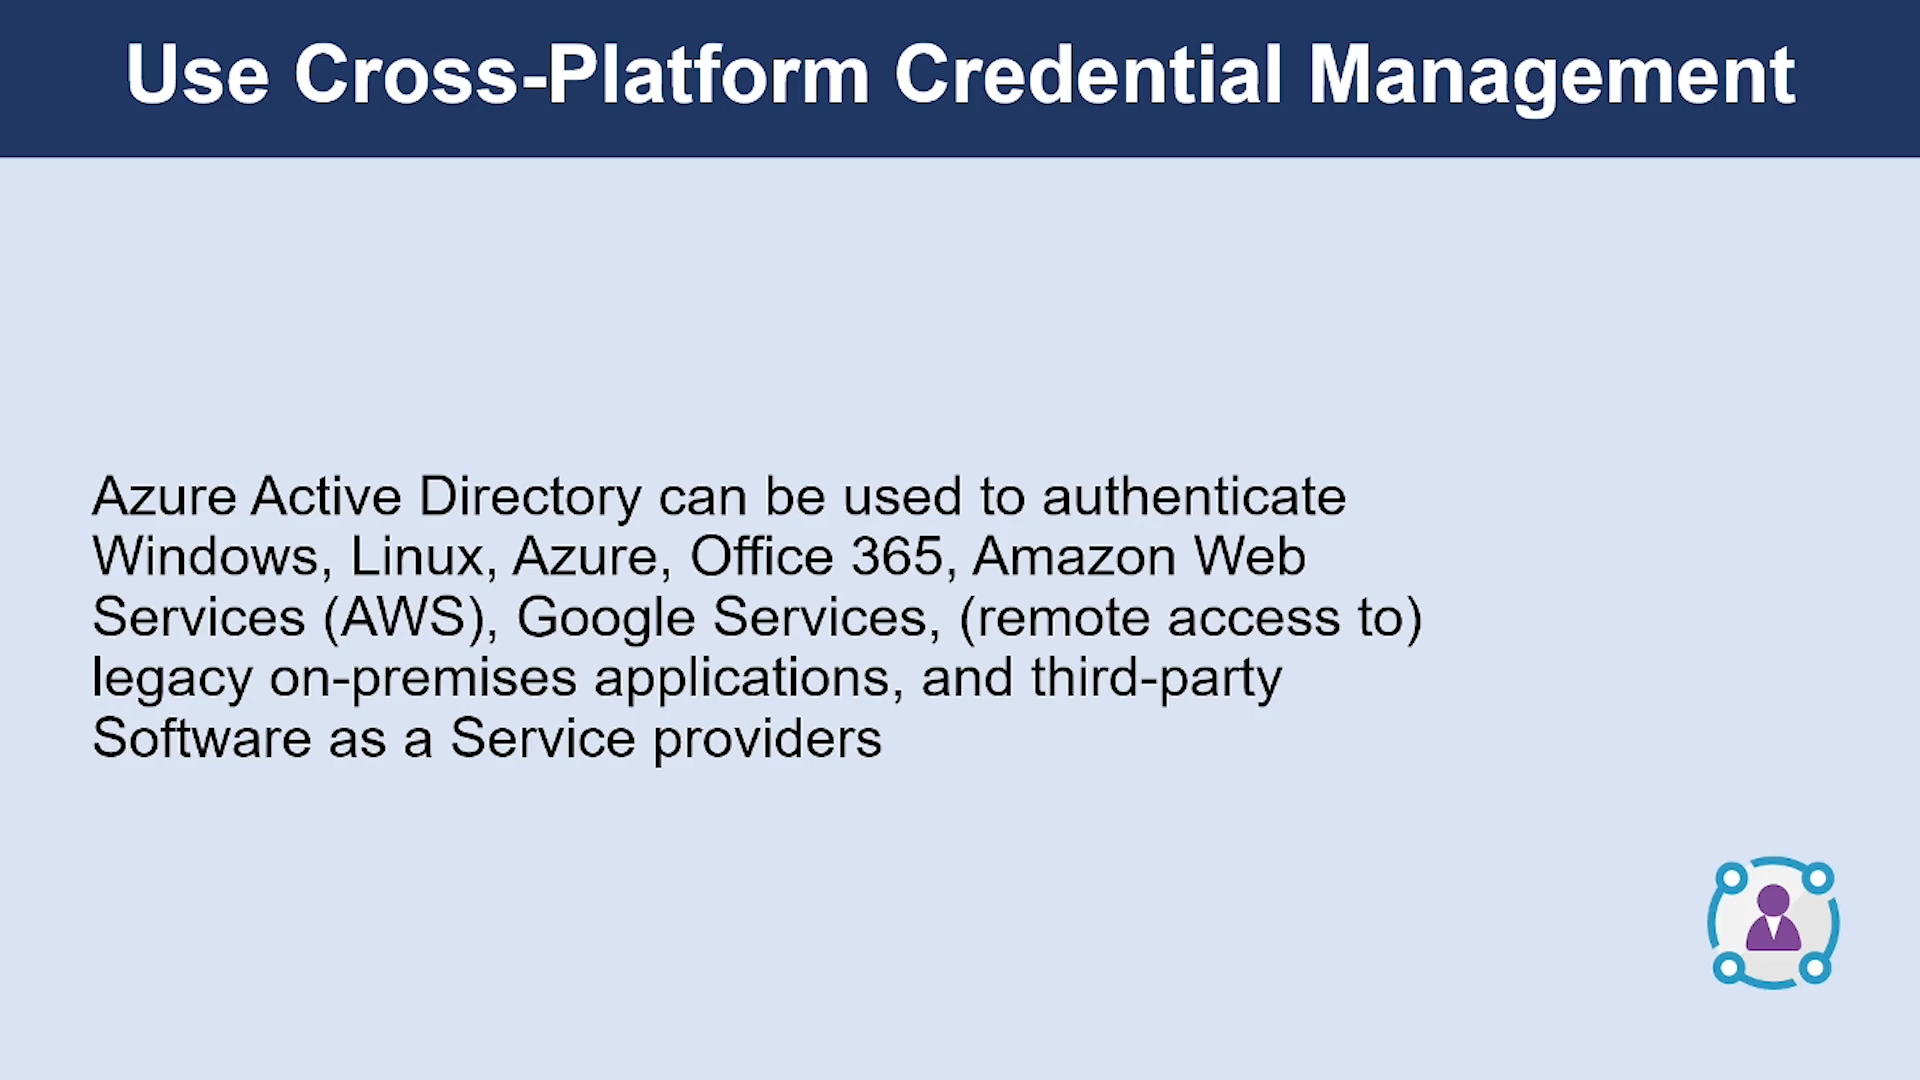 Use Cross-Platform Credential Management
Azure Active Directory can be used to authenticate
Windows, Linux, Azure, Office 365, Amazon Web
Services (AWS), Google Services, (remote access to)
legacy on-premises applications, and third-party
Software as a Service providers